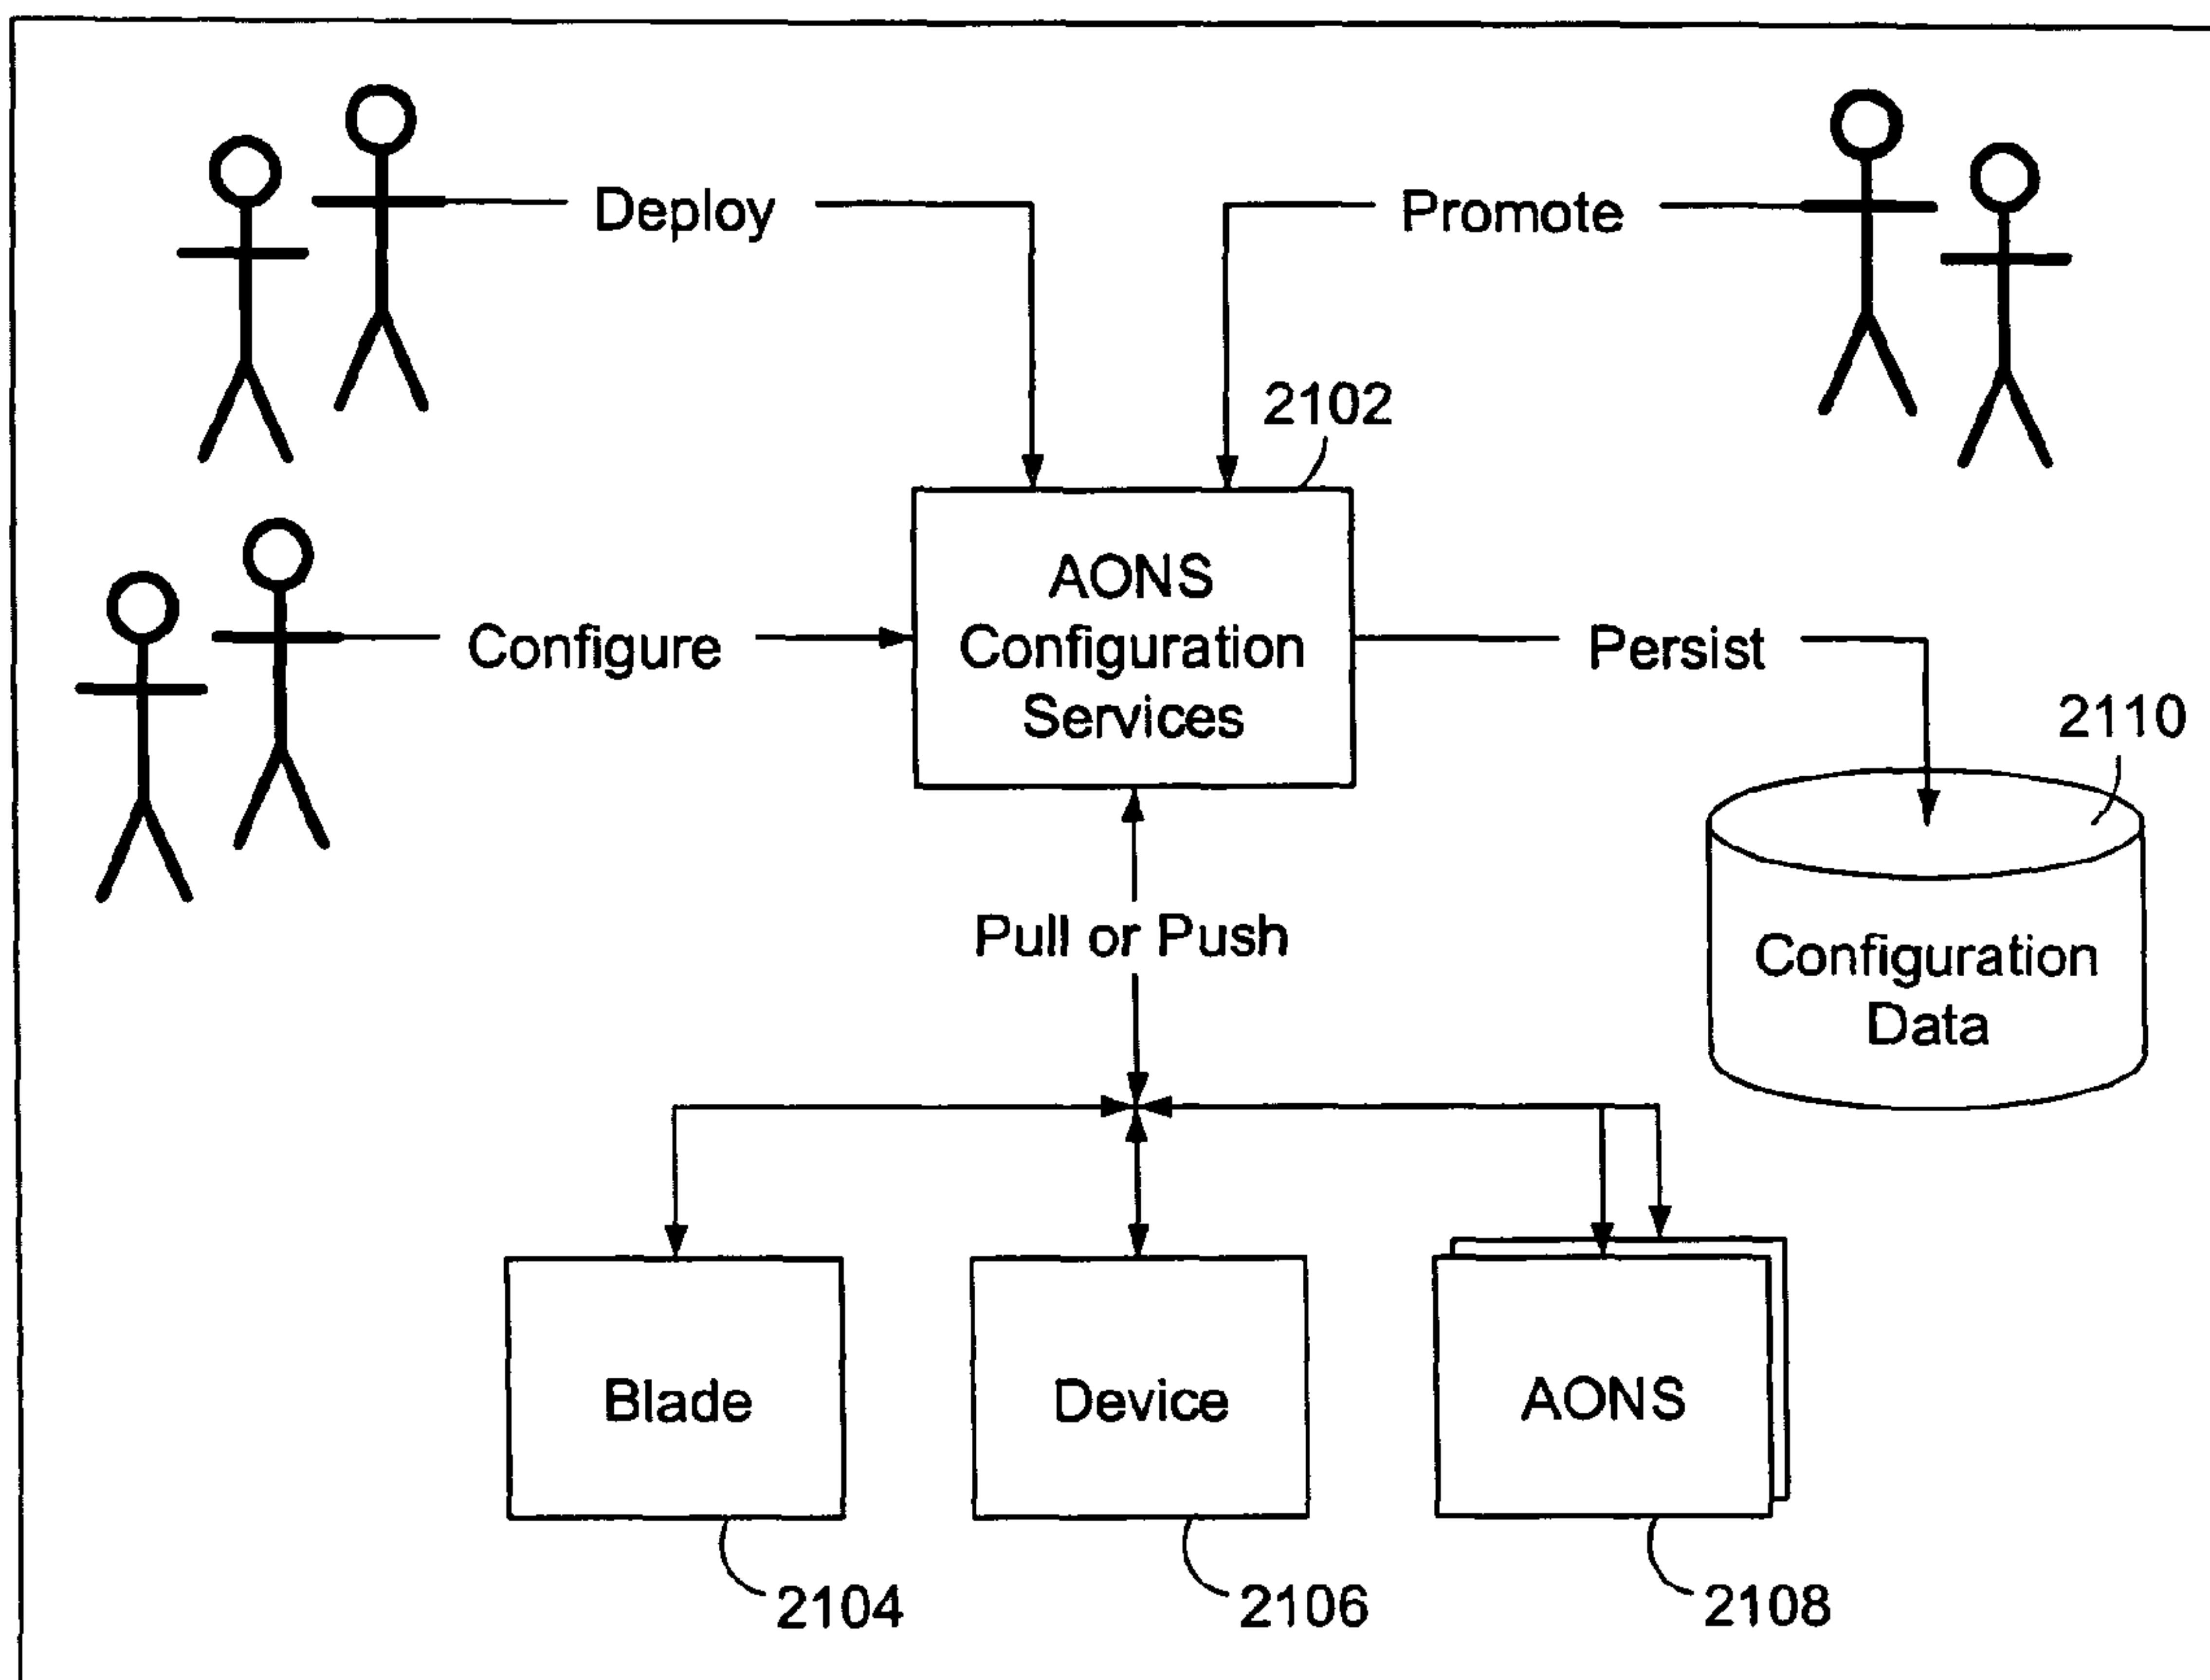 Deploy
Promote
2102
AONS
Configuration
Services
Configure
Persist
2110
Pull or Push
Configuration
Data
Blade
Device
AONS
2104
2106
2108